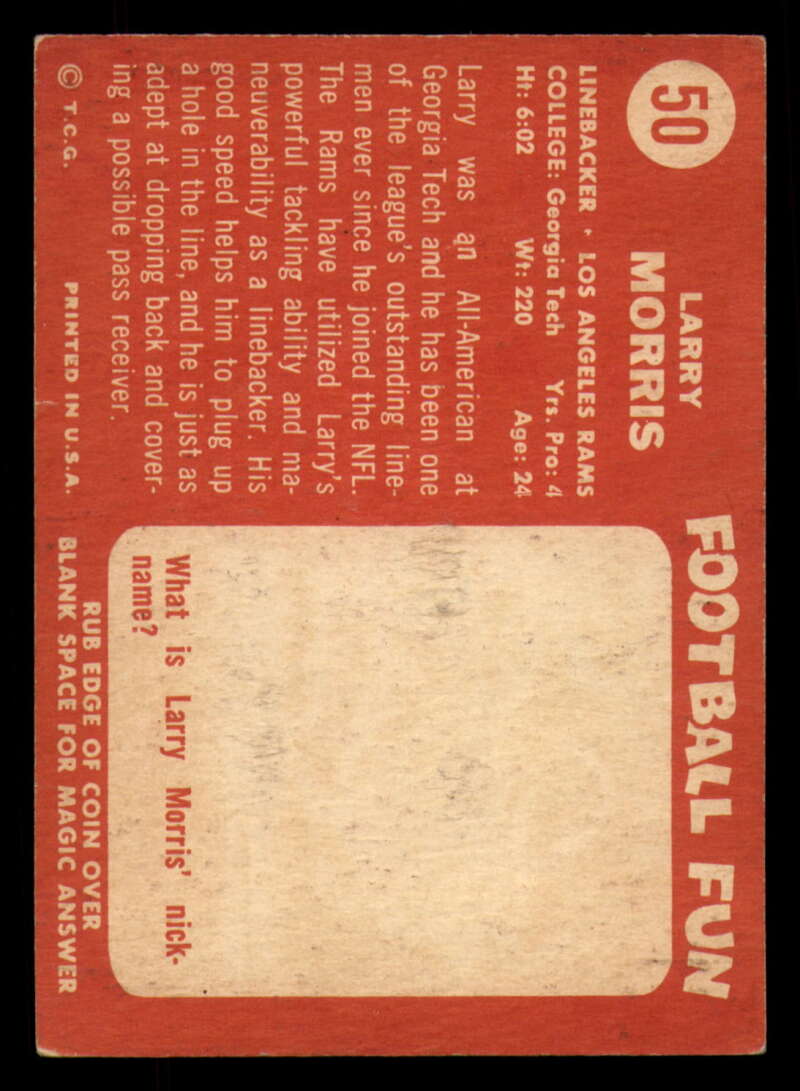 50
LARRY
MORRIS
LINEBACKER • LOS ANGELES RAMS
COLLEGE: Georgia Tech Yrs. Pro: 4
Ht: 6:02 Wt: 220 Age: 24
Larry was an All-American at
Georgia Tech and he has been one
of the league's outstanding line-
men ever since he joined the NFL.
The Rams have utilized Larry's
powerful tackling ability and ma-
neuverability as a linebacker. His
good speed helps him to plug up
a hole in the line, and he is just as
adept at dropping back and cover-
ing a possible pass receiver.
© T.C.G. PRINTED IN U.S.A.
FOOTBALL FUN
What is Larry Morris' nick-
name?
RUB EDGE OF COIN OVER
BLANK SPACE FOR MAGIC ANSWER